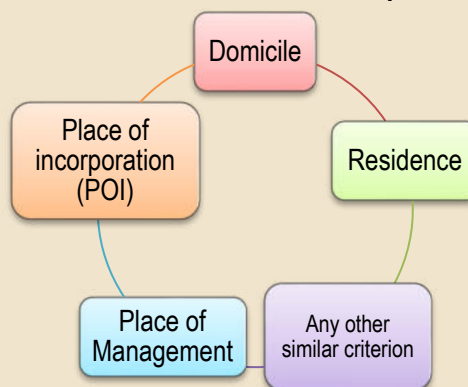 Domicile
Residence
Any other
similar criterion
Place of
Management
Place of
incorporation
(POI)